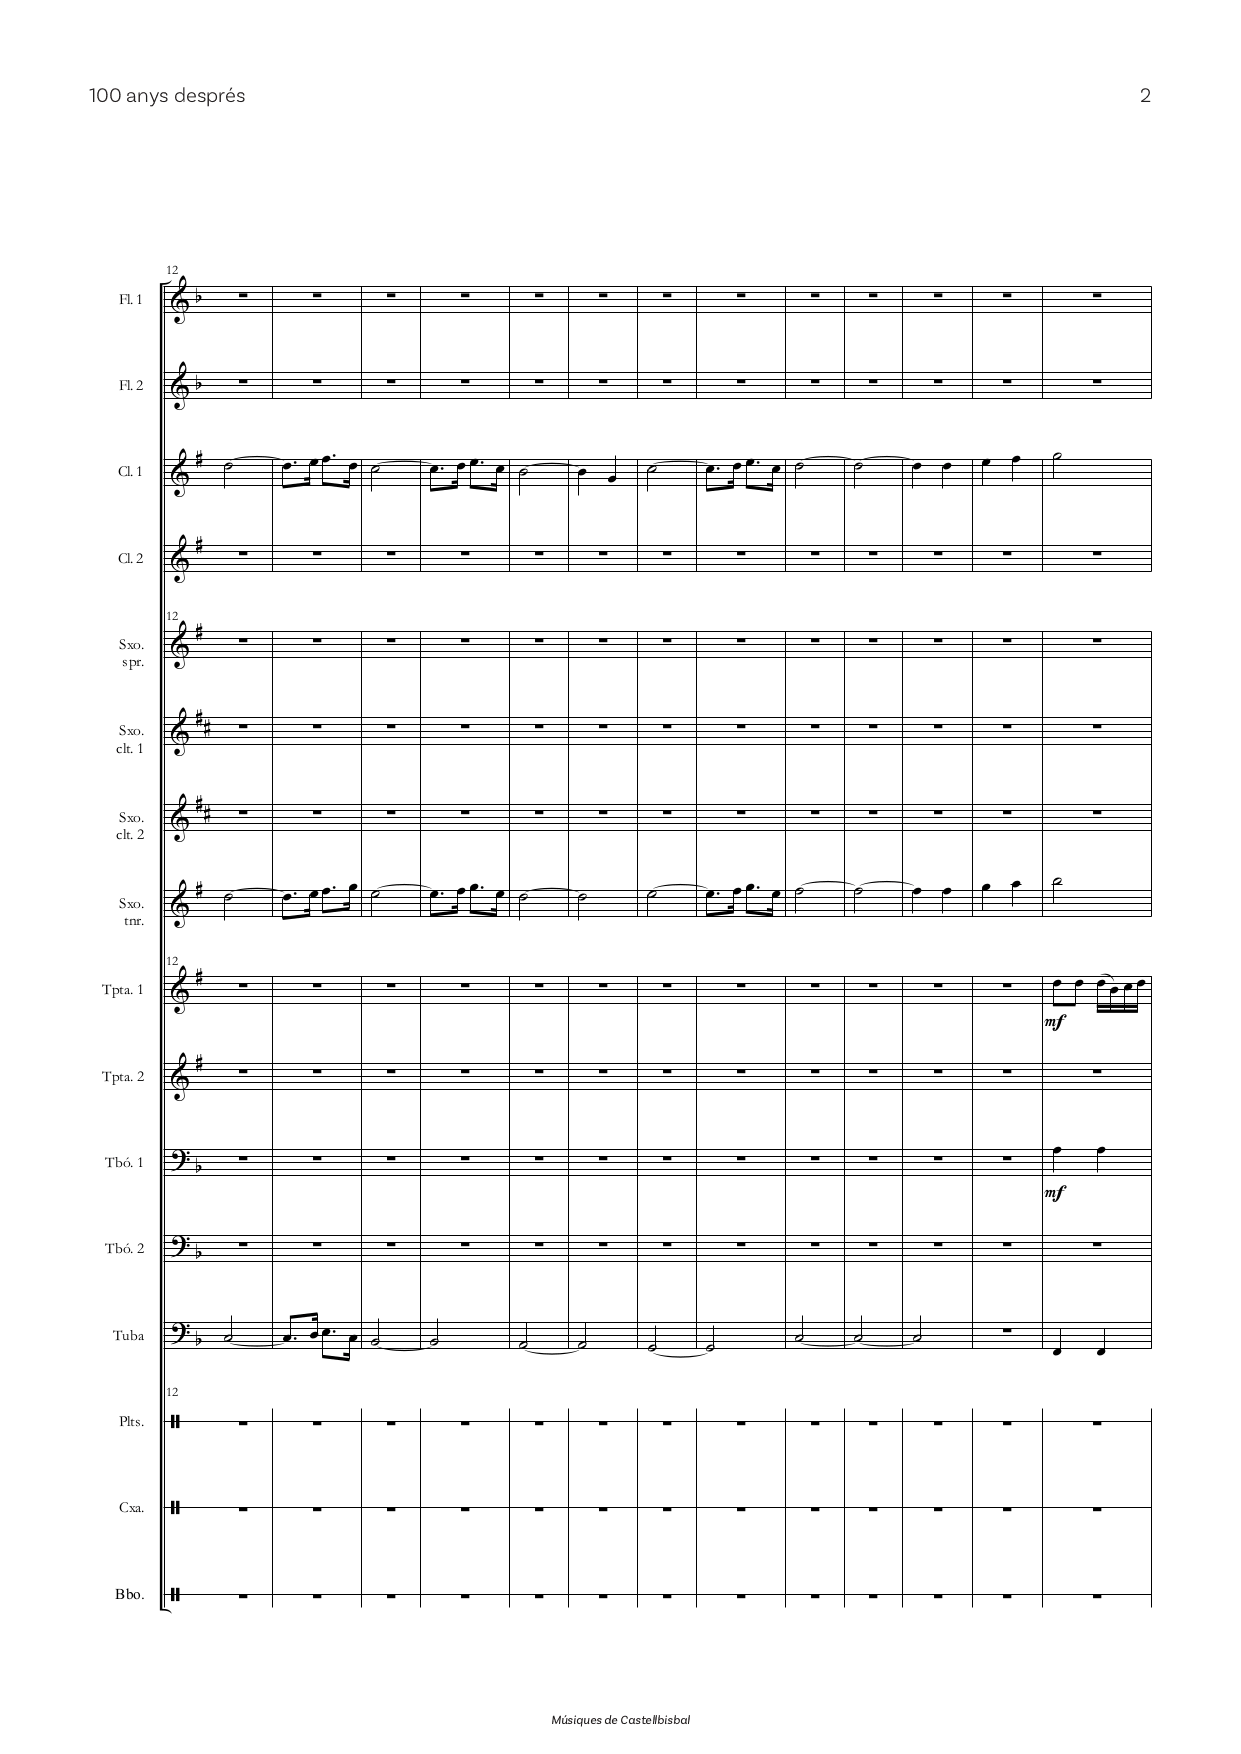 100 anys després 2
12
Fl. 1
Fl. 2
Cl. 1
Cl. 2
12
Sxo.
spr.
Sxo.
clt. 1
Sxo.
clt. 2
Sxo.
tnr.
12
Tpta. 1
mf
Tpta. 2
Tbó. 1
mf
Tbó. 2
Tuba
12
Plts.
Cxa.
Bbo.
Músiques de Castellbisbal